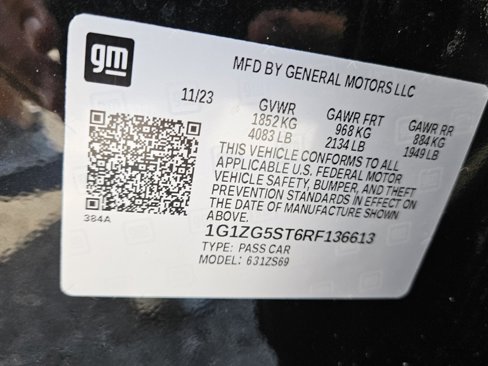 gm
MFD BY GENERAL MOTORS LLC
11/23
GVWR
1852 KG
4083 LB
GAWR FRT
968 KG
2134 LB
GAWR RR
884 KG
1949 LB
THIS VEHICLE CONFORMS TO ALL
APPLICABLE U.S. FEDERAL MOTOR
VEHICLE SAFETY, BUMPER, AND THEFT
PREVENTION STANDARDS IN EFFECT ON
THE DATE OF MANUFACTURE SHOWN
ABOVE.
384A
1G1ZG5ST6RF136613
TYPE: PASS CAR
MODEL: 631ZS69